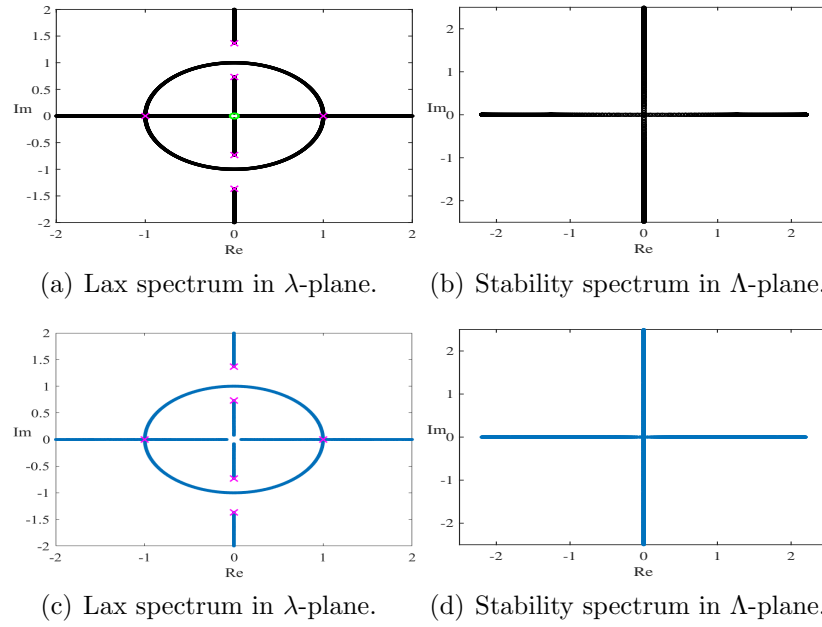 2
1.5
1
0.5
Im
0
-0.5
-1
-1.5
-2
-2 -1 0 1 2
Re
(a) Lax spectrum in λ-plane.
2
1
Im 0
-1
-2
-2 -1 0 1 2
Re
(b) Stability spectrum in Λ-plane.
2
1.5
1
0.5
Im
0
-0.5
-1
-1.5
-2
-2 -1 0 1 2
Re
(c) Lax spectrum in λ-plane.
2
1
Im 0
-1
-2
-2 -1 0 1 2
Re
(d) Stability spectrum in Λ-plane.